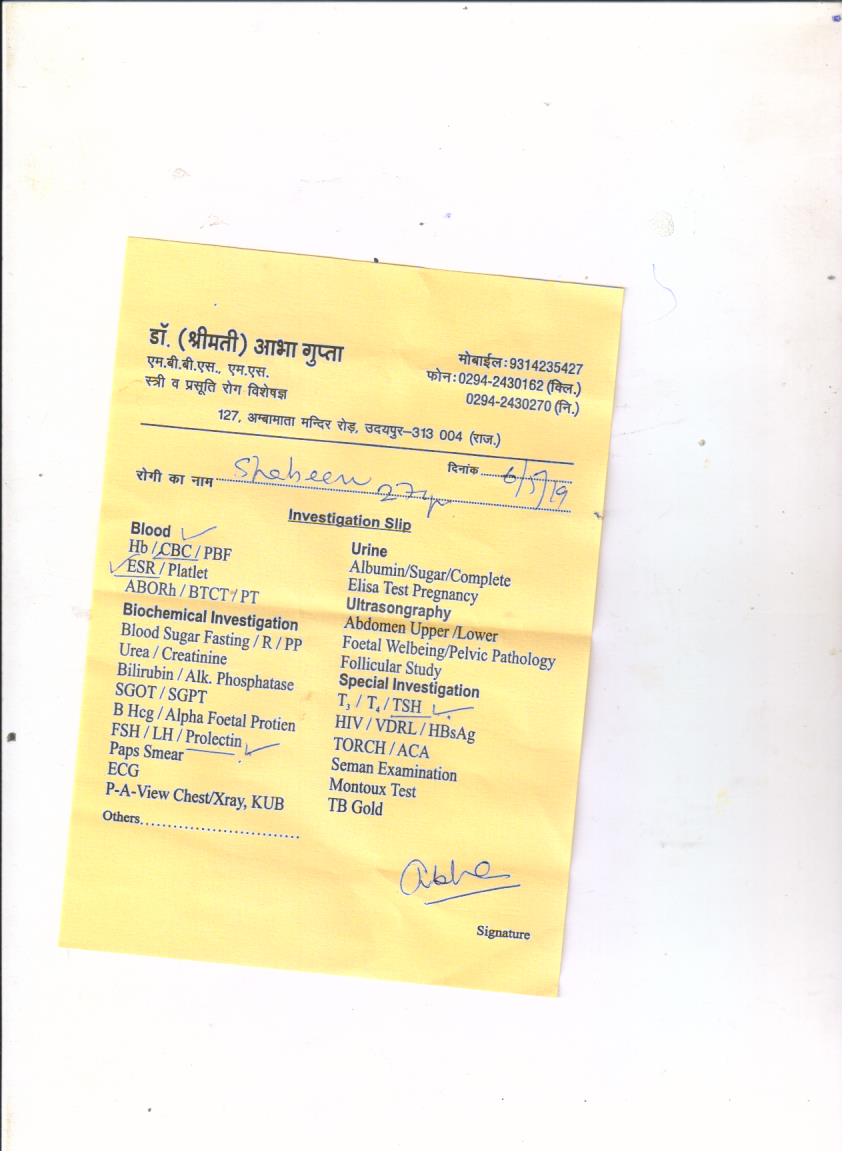 डॉ. (श्रीमती) आभा गुप्ता
एम.बी.बी.एस., एम.एस.
स्त्री व प्रसूति रोग विशेषज्ञ
मोबाईल:9314235427
फोन:0294-2430162 (क्लि.)
0294-2430270 (नि.)
127, अम्बामाता मन्दिर रोड़, उदयपुर–313 004 (राज.)
रोगी का नाम Shaheen 27yr दिनांक 6/5/19
Investigation Slip
Blood
Hb / CBC / PBF
ESR / Platlet
ABORh / BTCT / PT
Biochemical Investigation
Blood Sugar Fasting / R / PP
Urea / Creatinine
Bilirubin / Alk. Phosphatase
SGOT / SGPT
B Hcg / Alpha Foetal Protien
FSH / LH / Prolectin
Paps Smear
ECG
P-A-View Chest/Xray, KUB
Others............................
Urine
Albumin/Sugar/Complete
Elisa Test Pregnancy
Ultrasongraphy
Abdomen Upper /Lower
Foetal Welbeing/Pelvic Pathology
Follicular Study
Special Investigation
T3 / T4 / TSH
HIV / VDRL / HBsAg
TORCH / ACA
Seman Examination
Montoux Test
TB Gold
Abha
Signature